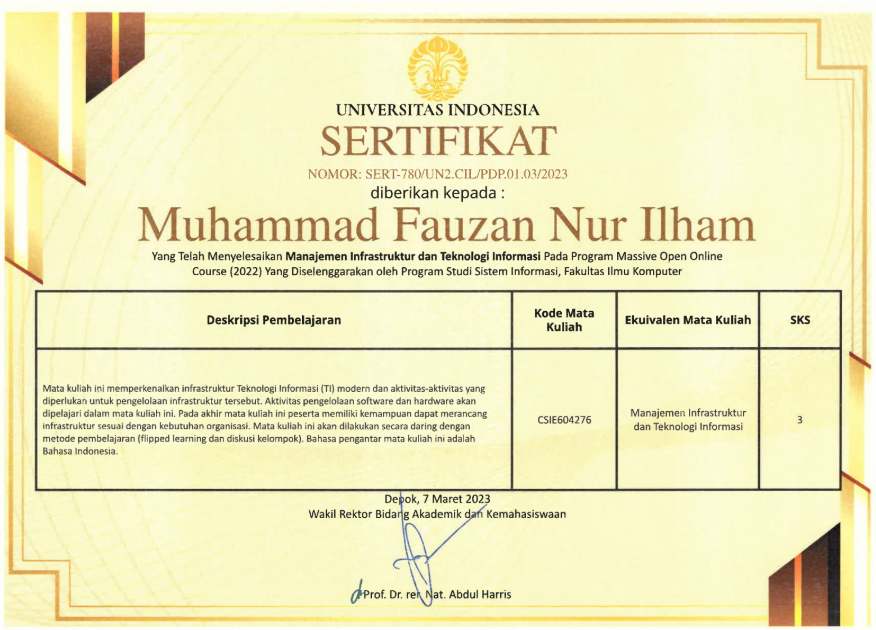 UNIVERSITAS INDONESIA
SERTIFIKAT
NOMOR: SERT-780/UN2.CIL/PDP.01.03/2023
diberikan kepada :
Muhammad Fauzan Nur Ilham
Yang Telah Menyelesaikan Manajemen Infrastruktur dan Teknologi Informasi Pada Program Massive Open Online
Course (2022) Yang Diselenggarakan oleh Program Studi Sistem Informasi, Fakultas Ilmu Komputer
Deskripsi Pembelajaran
Kode Mata
Kuliah
Ekuivalen Mata Kuliah
SKS
Mata kuliah ini memperkenalkan infrastruktur Teknologi Informasi (TI) modern dan aktivitas-aktivitas yang
diperlukan untuk pengelolaan infrastruktur tersebut. Aktivitas pengelolaan software dan hardware akan
dipelajari dalam mata kuliah ini. Pada akhir mata kuliah ini peserta memiliki kemampuan dapat merancang
infrastruktur sesuai dengan kebutuhan organisasi. Mata kuliah ini akan dilakukan secara daring dengan
metode pembelajaran (flipped learning dan diskusi kelompok). Bahasa pengantar mata kuliah ini adalah
Bahasa Indonesia.
CSIE604276
Manajemen Infrastruktur
dan Teknologi Informasi
3
Depok, 7 Maret 2023
Wakil Rektor Bidang Akademik dan Kemahasiswaan
Prof. Dr. rer. Nat. Abdul Harris